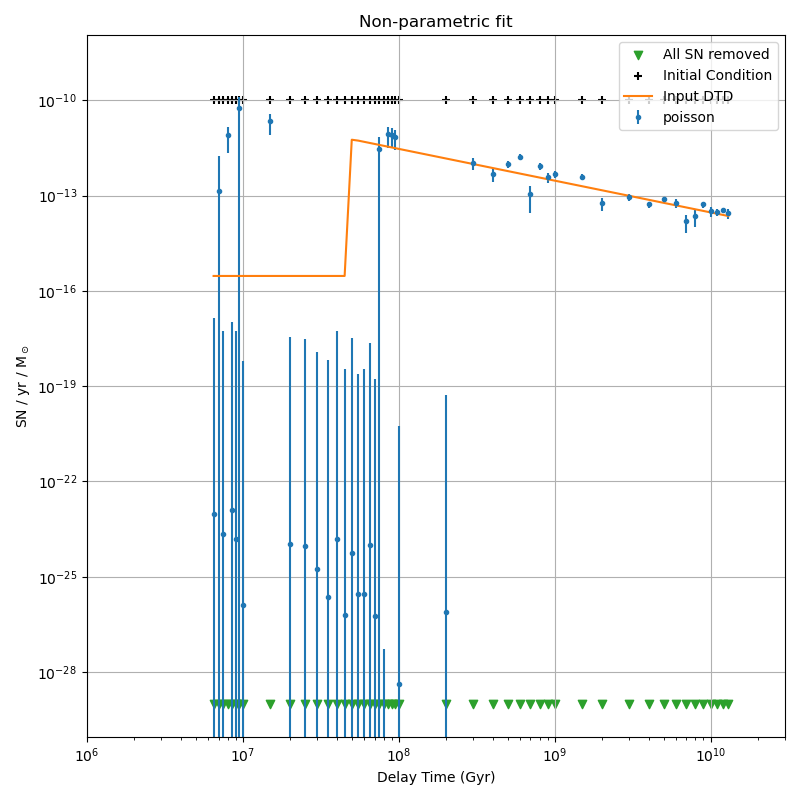 Non-parametric fit
All SN removed
Initial Condition
Input DTD
poisson
SN / yr / M⊙
10⁻¹⁰
10⁻¹³
10⁻¹⁶
10⁻¹⁹
10⁻²²
10⁻²⁵
10⁻²⁸
10⁶ 10⁷ 10⁸ 10⁹ 10¹⁰
Delay Time (Gyr)